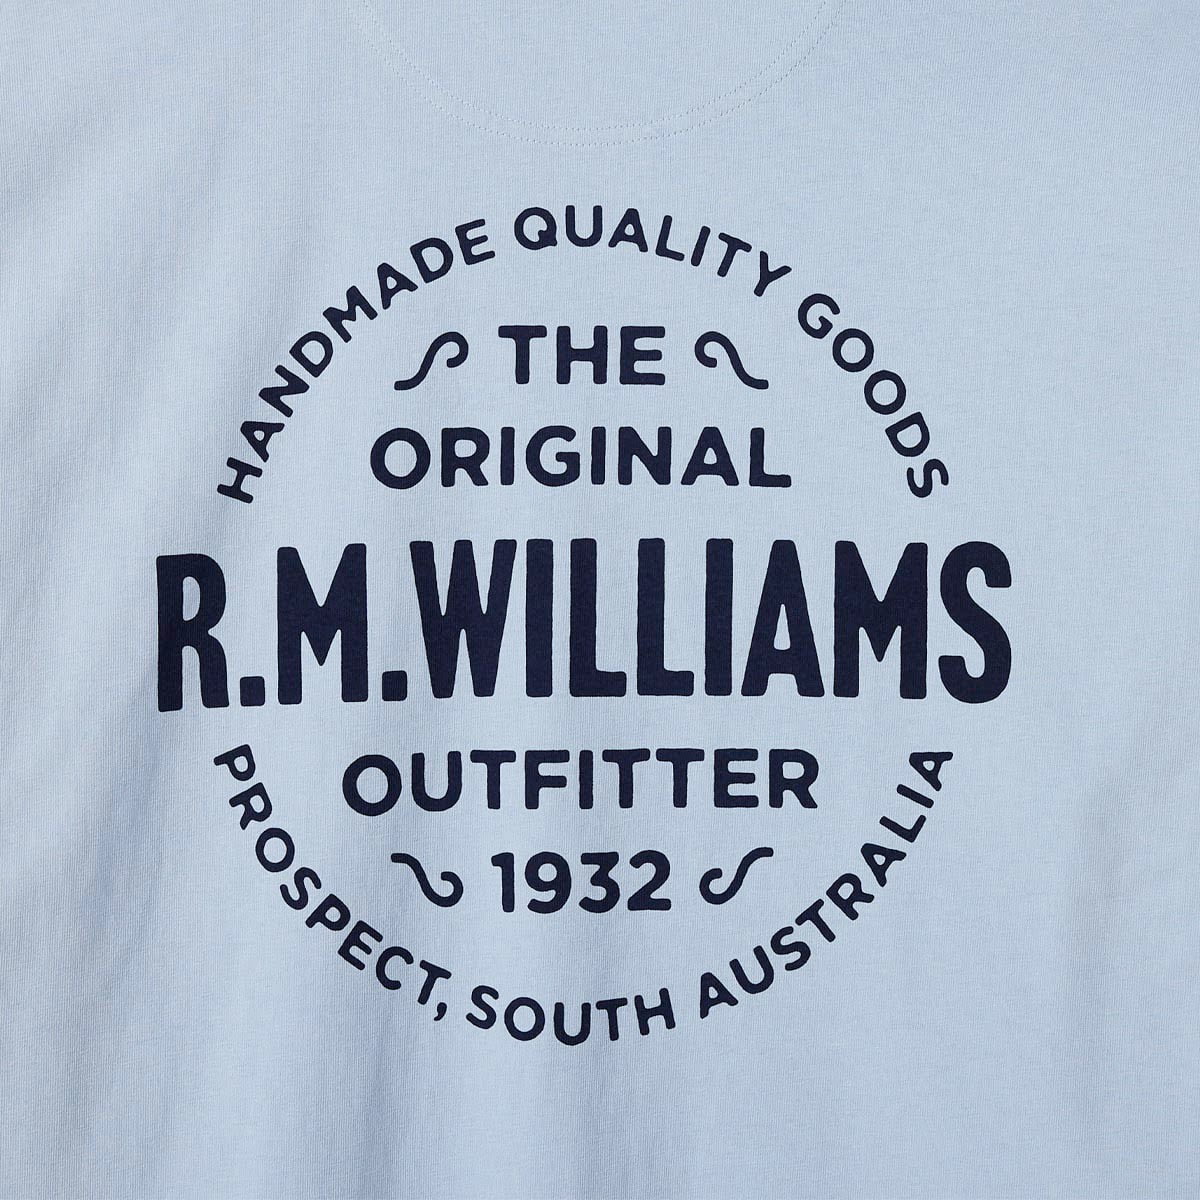 HANDMADE QUALITY GOODS
THE
ORIGINAL
R.M.WILLIAMS
OUTFITTER
1932
PROSPECT, SOUTH AUSTRALIA